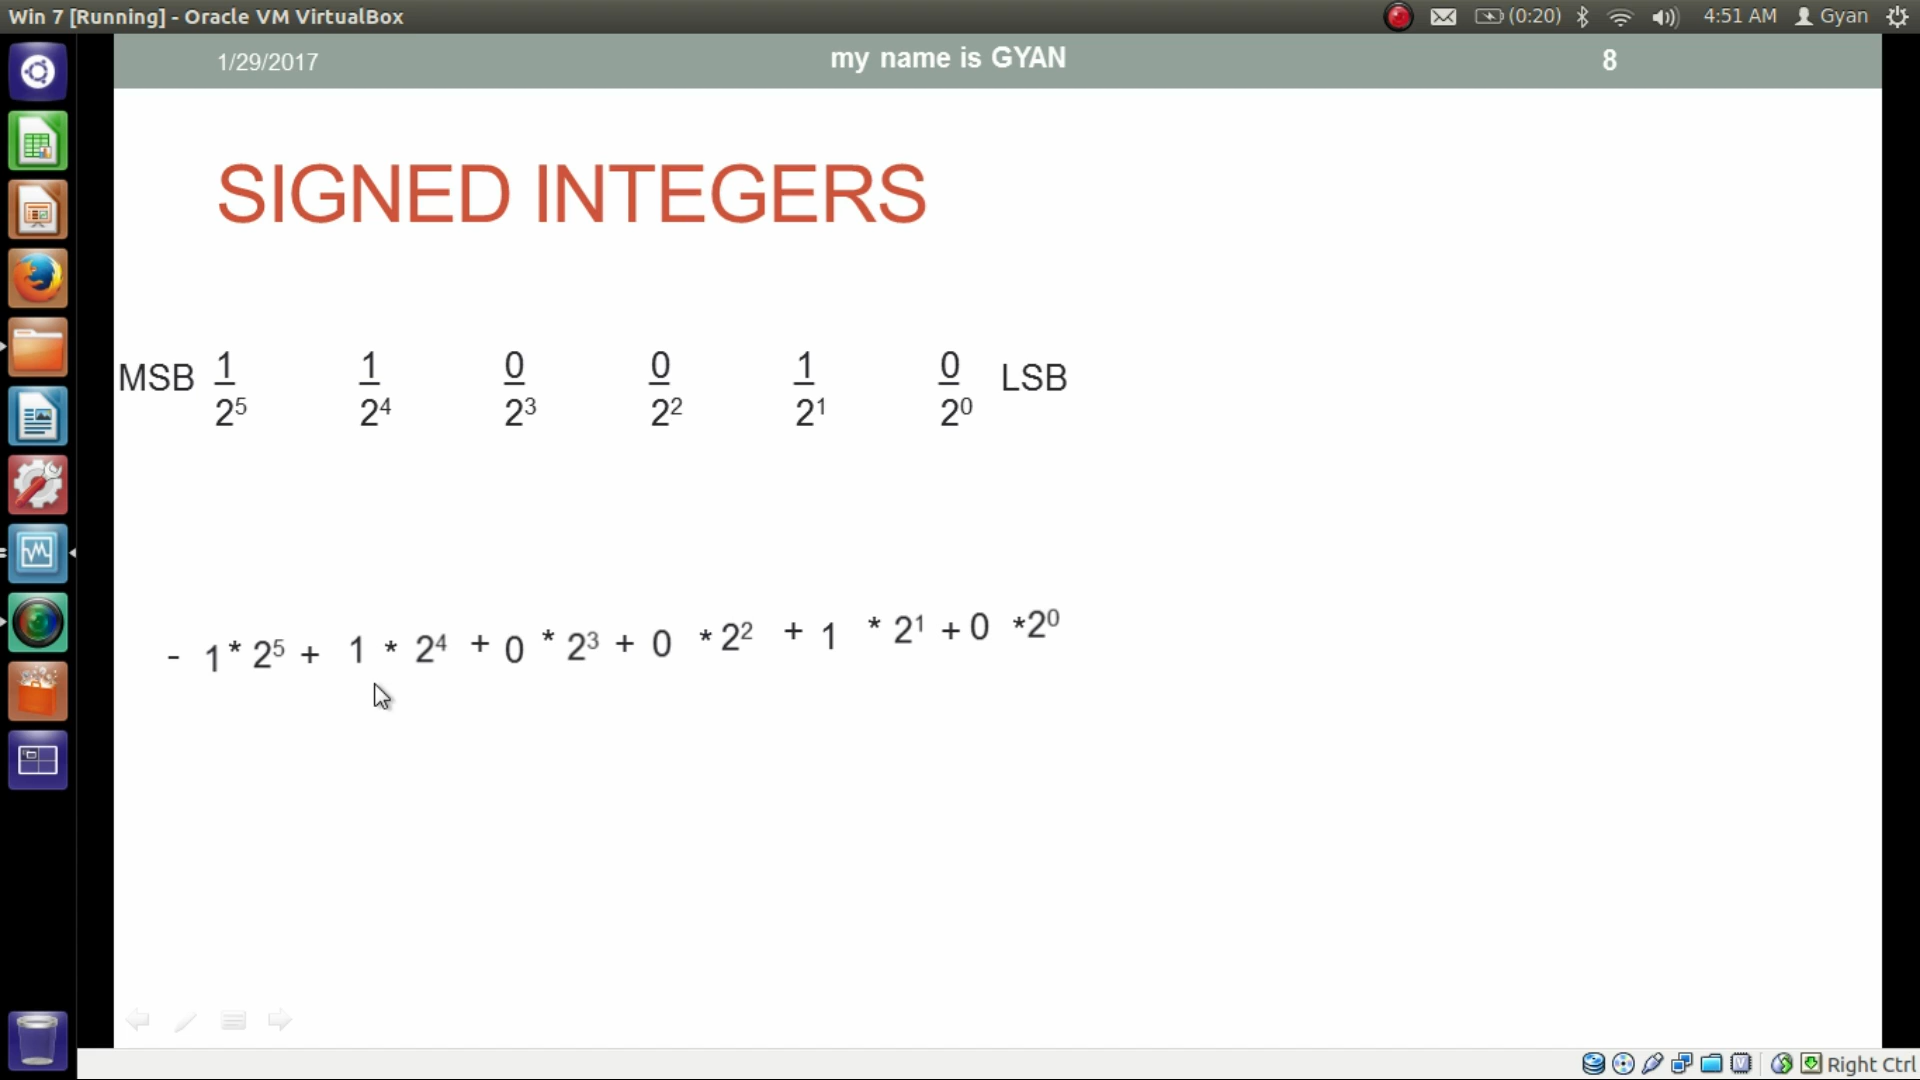 Win 7 [Running] - Oracle VM VirtualBox (0:20) 4:51 AM Gyan
1/29/2017 my name is GYAN 8
SIGNED INTEGERS
MSB 1 1 0 0 1 0 LSB
2⁵ 2⁴ 2³ 2² 2¹ 2⁰
- 1 * 2⁵ + 1 * 2⁴ + 0 * 2³ + 0 * 2² + 1 * 2¹ + 0 * 2⁰
Right Ctrl